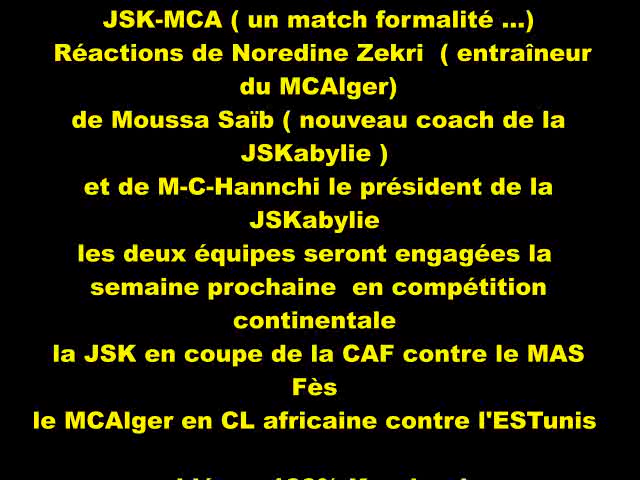 JSK-MCA ( un match formalité ...)
Réactions de Noredine Zekri ( entraîneur
du MCAlger)
de Moussa Saïb ( nouveau coach de la
JSKabylie )
et de M-C-Hannchi le président de la
JSKabylie
les deux équipes seront engagées la
semaine prochaine en compétition
continentale
la JSK en coupe de la CAF contre le MAS
Fès
le MCAlger en CL africaine contre l'ESTunis